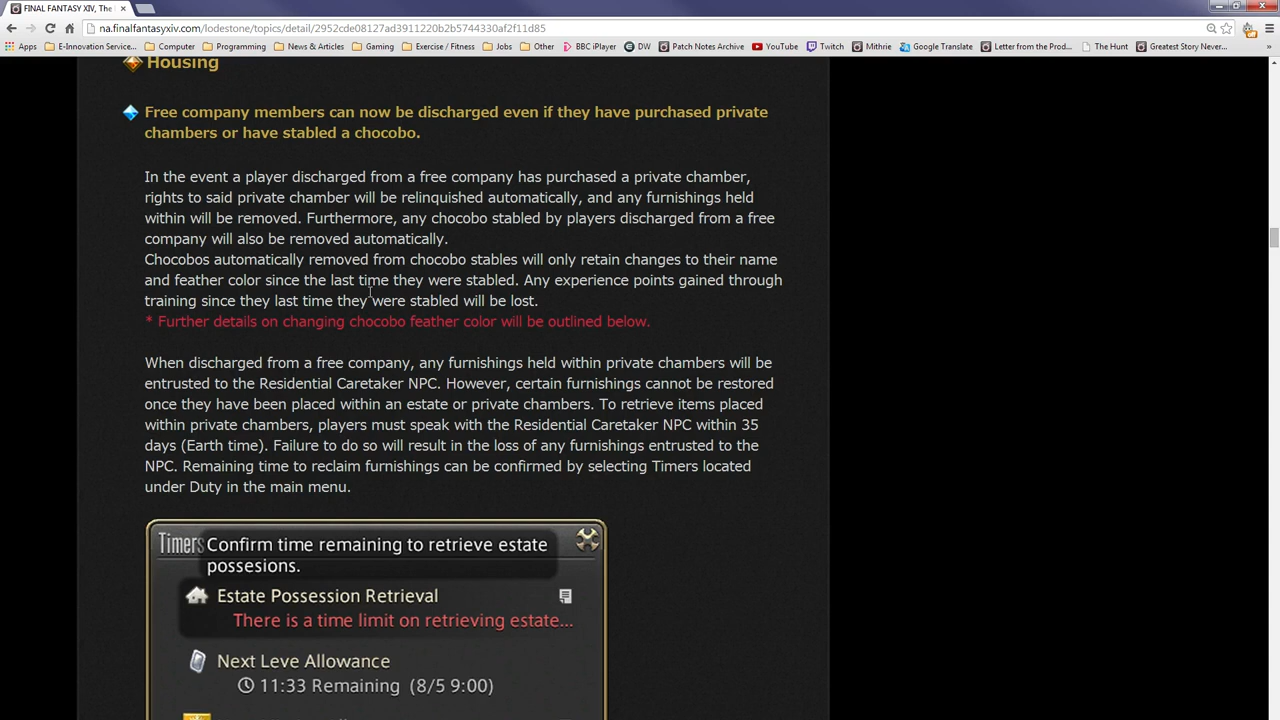 FINAL FANTASY XIV, The
na.finalfantasyxiv.com/lodestone/topics/detail/2952cde08127ad3911220b2b5744330af2f11d85
Apps E-Innovation Service... Computer Programming News & Articles Gaming Exercise / Fitness Jobs Other BBC iPlayer DW Patch Notes Archive YouTube Twitch Mithrie Google Translate Letter from the Prod... The Hunt Greatest Story Never... »
Housing
Free company members can now be discharged even if they have purchased private
chambers or have stabled a chocobo.
In the event a player discharged from a free company has purchased a private chamber,
rights to said private chamber will be relinquished automatically, and any furnishings held
within will be removed. Furthermore, any chocobo stabled by players discharged from a free
company will also be removed automatically.
Chocobos automatically removed from chocobo stables will only retain changes to their name
and feather color since the last time they were stabled. Any experience points gained through
training since they last time they were stabled will be lost.
* Further details on changing chocobo feather color will be outlined below.
When discharged from a free company, any furnishings held within private chambers will be
entrusted to the Residential Caretaker NPC. However, certain furnishings cannot be restored
once they have been placed within an estate or private chambers. To retrieve items placed
within private chambers, players must speak with the Residential Caretaker NPC within 35
days (Earth time). Failure to do so will result in the loss of any furnishings entrusted to the
NPC. Remaining time to reclaim furnishings can be confirmed by selecting Timers located
under Duty in the main menu.
Timers
Confirm time remaining to retrieve estate
possesions.
Estate Possession Retrieval
There is a time limit on retrieving estate...
Next Leve Allowance
11:33 Remaining (8/5 9:00)